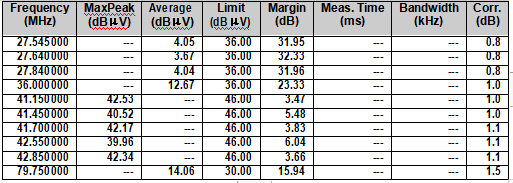 Frequency (MHz) MaxPeak (dBµV) Average (dBµV) Limit (dBµV) Margin (dB) Meas. Time (ms) Bandwidth (kHz) Corr. (dB)
27.545000 --- 4.05 36.00 31.95 --- --- 0.8
27.640000 --- 3.67 36.00 32.33 --- --- 0.8
27.840000 --- 4.04 36.00 31.96 --- --- 0.8
36.000000 --- 12.67 36.00 23.33 --- --- 1.0
41.150000 42.53 --- 46.00 3.47 --- --- 1.0
41.450000 40.52 --- 46.00 5.48 --- --- 1.0
41.700000 42.17 --- 46.00 3.83 --- --- 1.1
42.550000 39.96 --- 46.00 6.04 --- --- 1.1
42.850000 42.34 --- 46.00 3.66 --- --- 1.1
79.750000 --- 14.06 30.00 15.94 --- --- 1.5